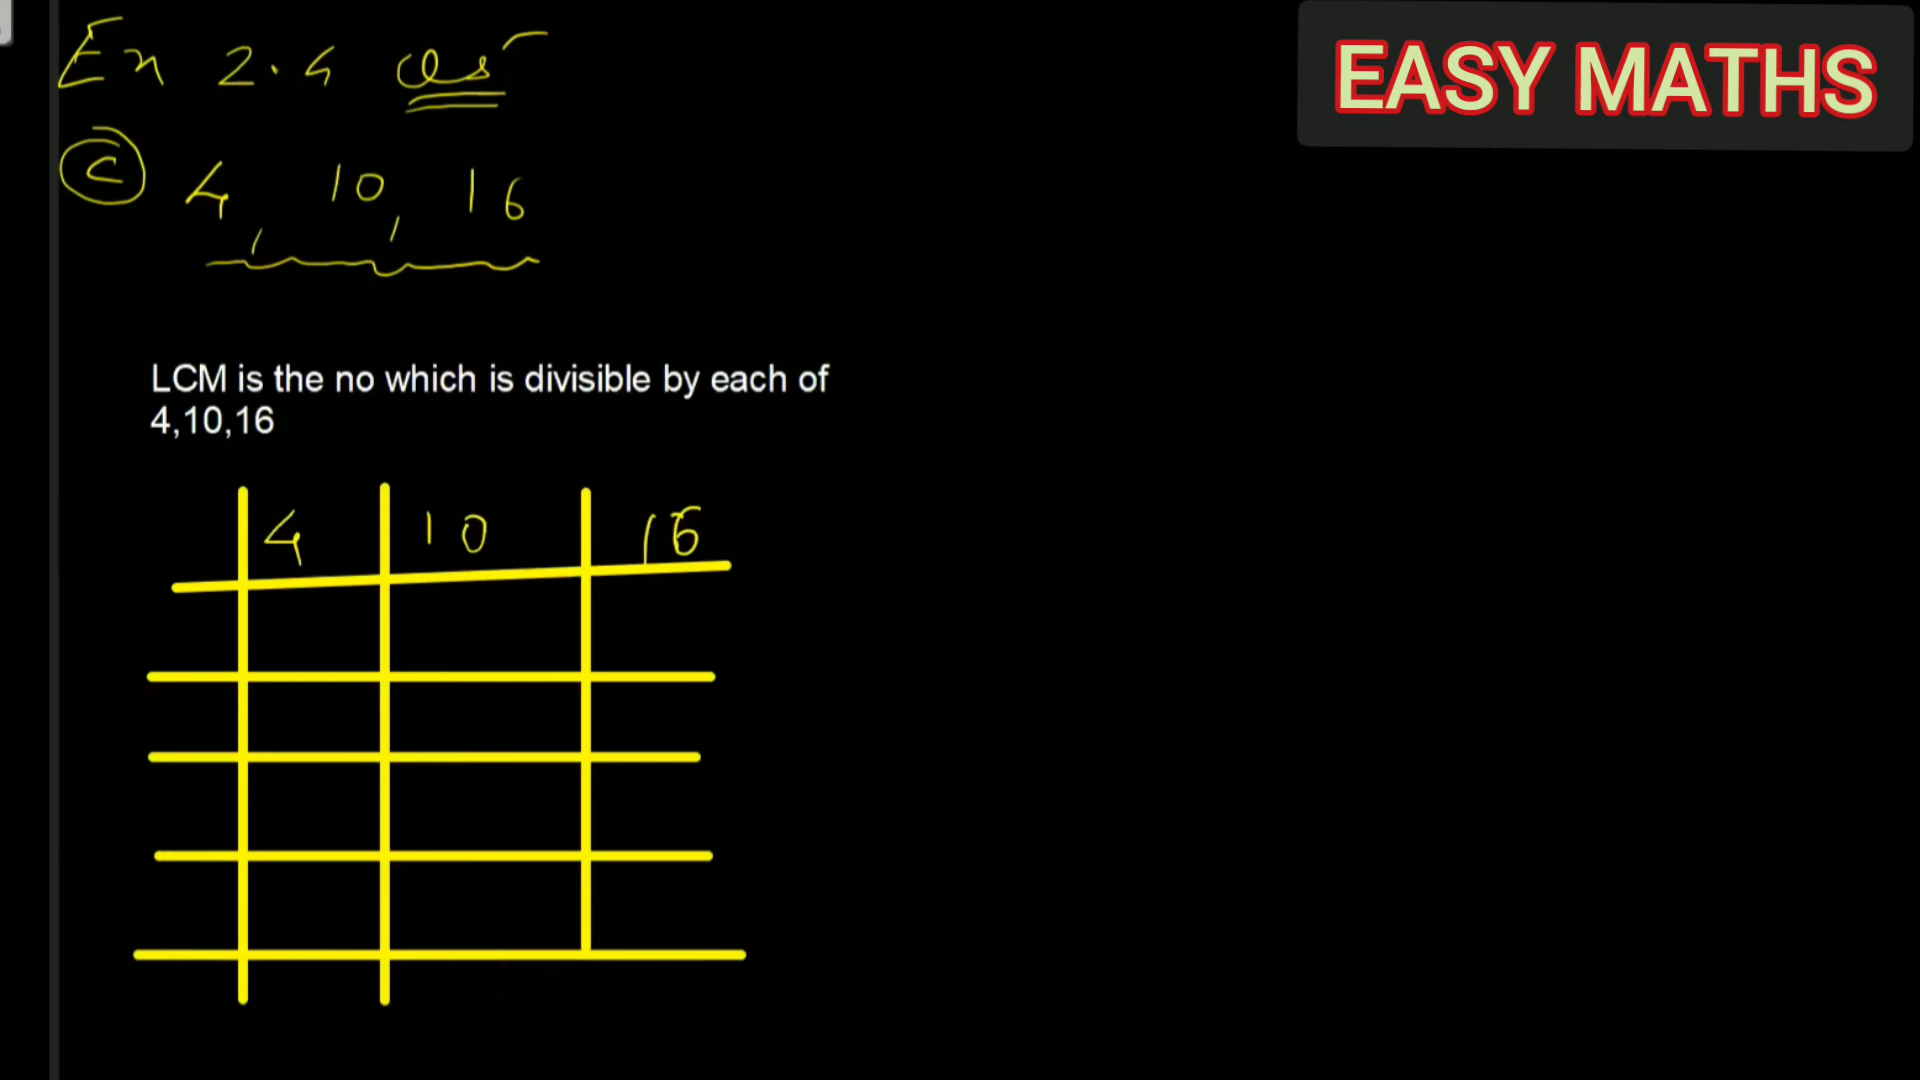 Ex 2.4 Q5
EASY MATHS
C 4, 10, 16
LCM is the no which is divisible by each of
4,10,16
4 10 16